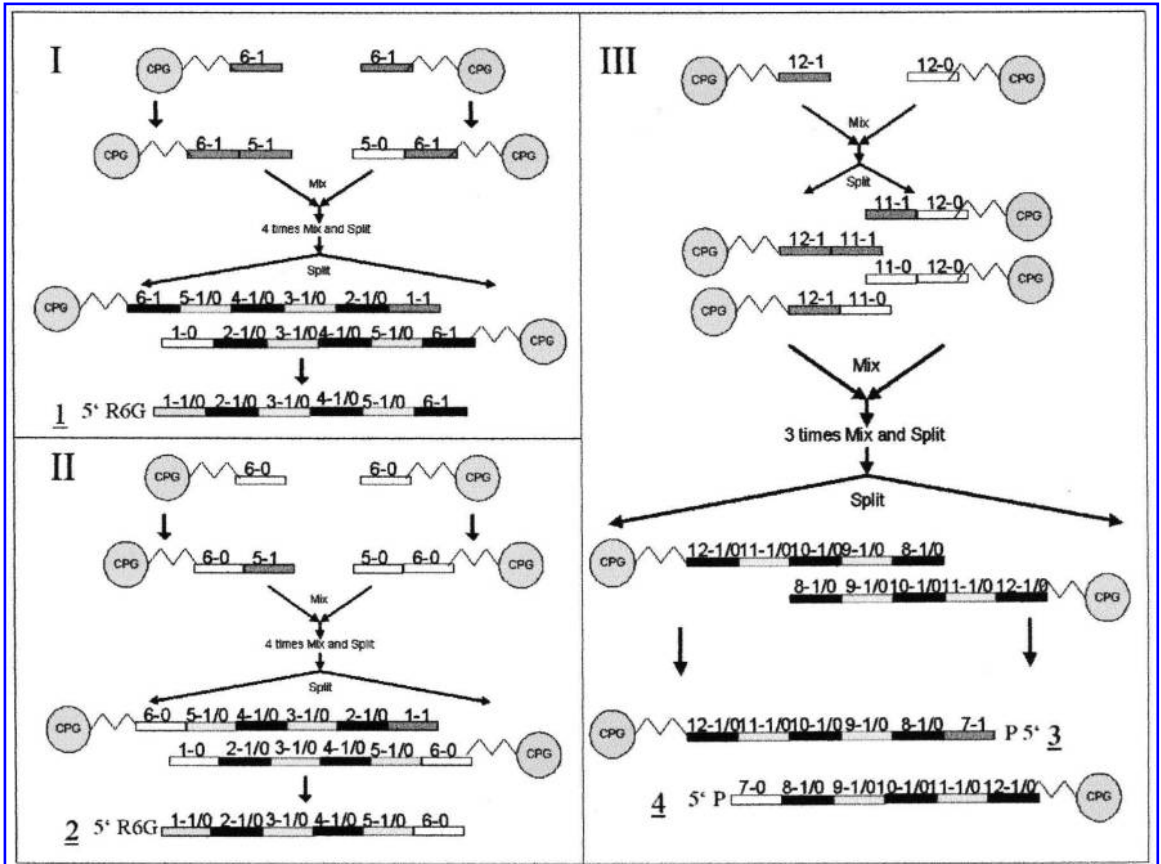 I
6-1 6-1
CPG CPG
6-1 5-1 5-0 6-1
CPG CPG
Mix
4 times Mix and Split
Split
CPG 6-1 5-1/0 4-1/0 3-1/0 2-1/0 1-1
1-0 2-1/0 3-1/0 4-1/0 5-1/0 6-1 CPG
1 5‘ R6G 1-1/0 2-1/0 3-1/0 4-1/0 5-1/0 6-1
II
6-0 6-0
CPG CPG
6-0 5-1 5-0 6-0
CPG CPG
Mix
4 times Mix and Split
Split
CPG 6-0 5-1/0 4-1/0 3-1/0 2-1/0 1-1
1-0 2-1/0 3-1/0 4-1/0 5-1/0 6-0 CPG
2 5‘ R6G 1-1/0 2-1/0 3-1/0 4-1/0 5-1/0 6-0
III
12-1 12-0
CPG CPG
Mix
Split
11-1 12-0 CPG
CPG 12-1 11-1
11-0 12-0 CPG
CPG 12-1 11-0
Mix
3 times Mix and Split
Split
CPG 12-1/0 11-1/0 10-1/0 9-1/0 8-1/0
8-1/0 9-1/0 10-1/0 11-1/0 12-1/0 CPG
CPG 12-1/0 11-1/0 10-1/0 9-1/0 8-1/0 7-1 P 5‘ 3
4 5‘ P 7-0 8-1/0 9-1/0 10-1/0 11-1/0 12-1/0 CPG